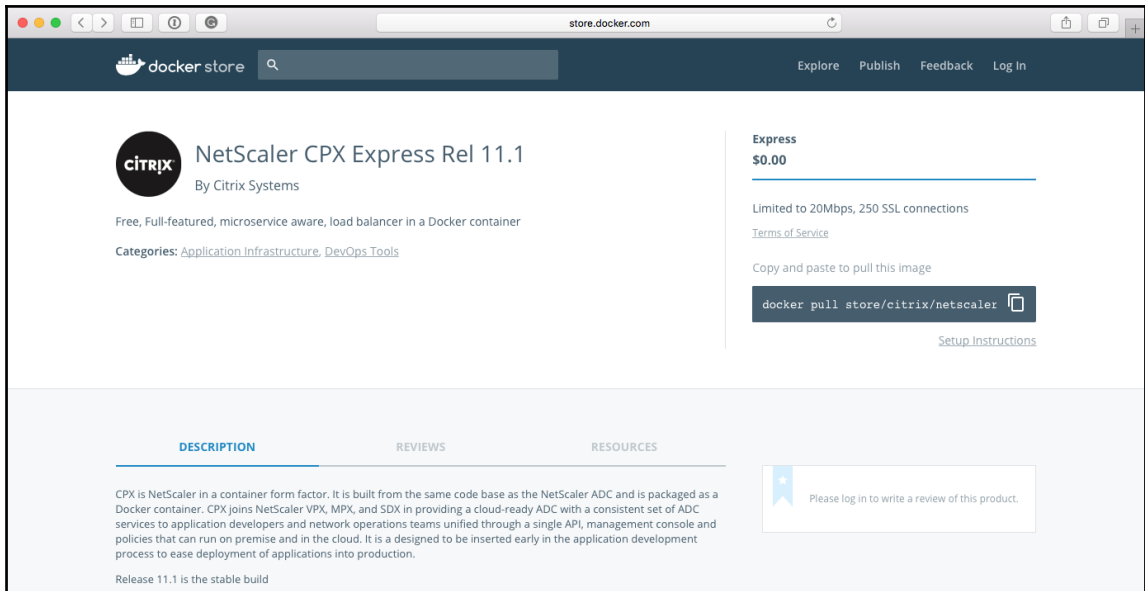 store.docker.com
docker store
Explore Publish Feedback Log In
CİTRIX
NetScaler CPX Express Rel 11.1
By Citrix Systems
Free, Full-featured, microservice aware, load balancer in a Docker container
Categories: Application Infrastructure, DevOps Tools
Express
$0.00
Limited to 20Mbps, 250 SSL connections
Terms of Service
Copy and paste to pull this image
docker pull store/citrix/netscaler
Setup Instructions
DESCRIPTION REVIEWS RESOURCES
CPX is NetScaler in a container form factor. It is built from the same code base as the NetScaler ADC and is packaged as a
Docker container. CPX joins NetScaler VPX, MPX, and SDX in providing a cloud-ready ADC with a consistent set of ADC
services to application developers and network operations teams unified through a single API, management console and
policies that can run on premise and in the cloud. It is a designed to be inserted early in the application development
process to ease deployment of applications into production.
Release 11.1 is the stable build
Please log in to write a review of this product.